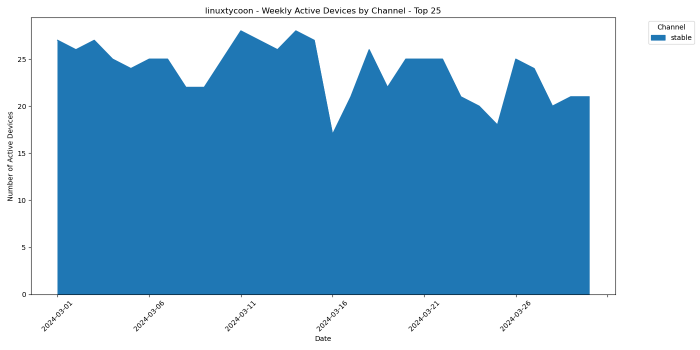 linuxtycoon - Weekly Active Devices by Channel - Top 25
Channel
stable
Number of Active Devices
25
20
15
10
5
0
2024-03-01
2024-03-06
2024-03-11
2024-03-16
2024-03-21
2024-03-26
Date